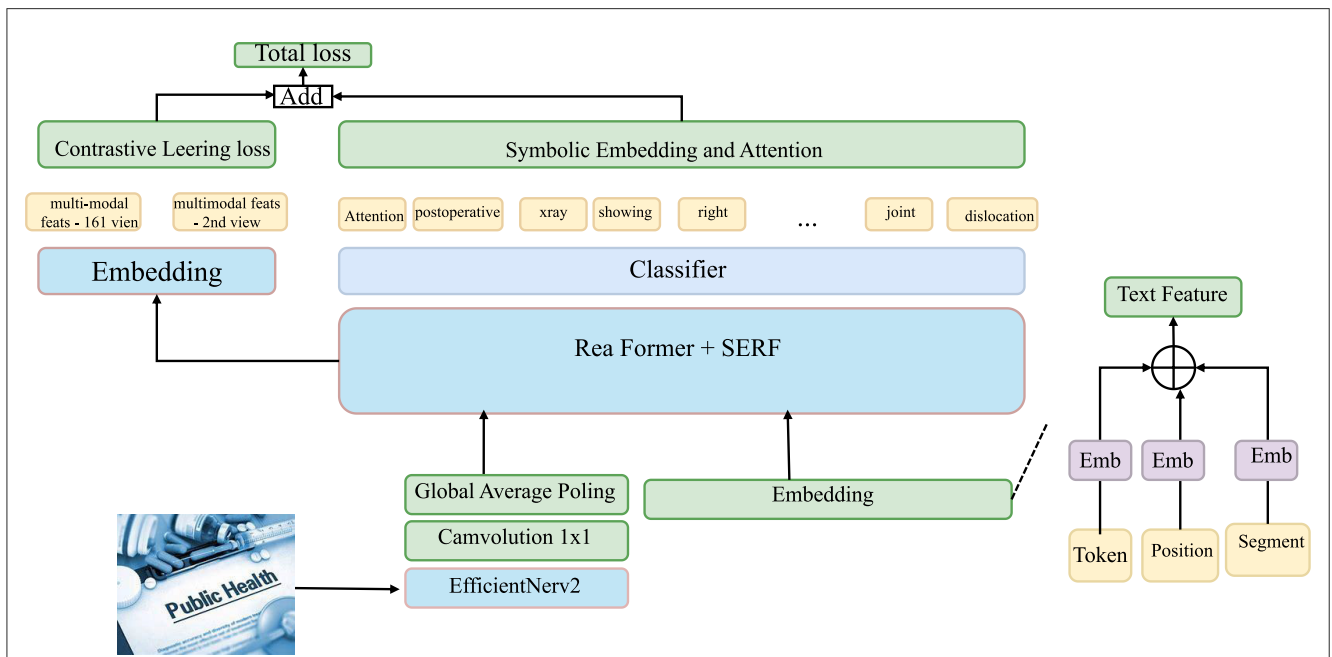 Total loss
Add
Contrastive Leering loss
Symbolic Embedding and Attention
multi-modal
feats - 161 vien
multimodal feats
- 2nd view
Attention
postoperative
xray
showing
right
...
joint
dislocation
Embedding
Classifier
Rea Former + SERF
Text Feature
Emb
Emb
Emb
Global Average Poling
Embedding
Camvolution 1x1
Token
Position
Segment
EfficientNerv2
Public Health